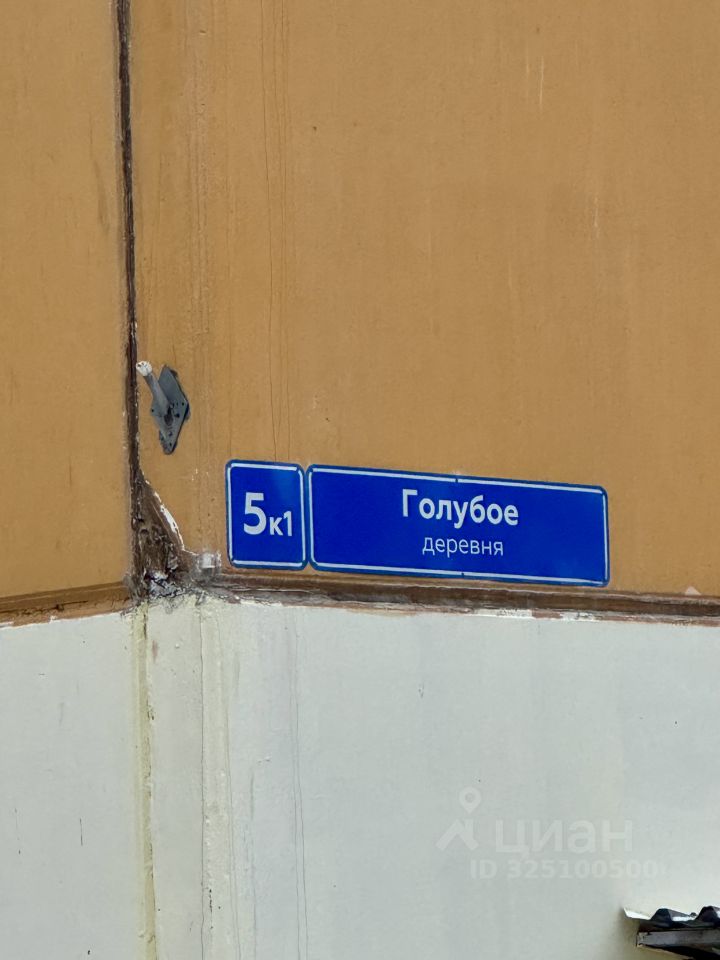 5к1
Голубое
деревня
циан
ID 325100500